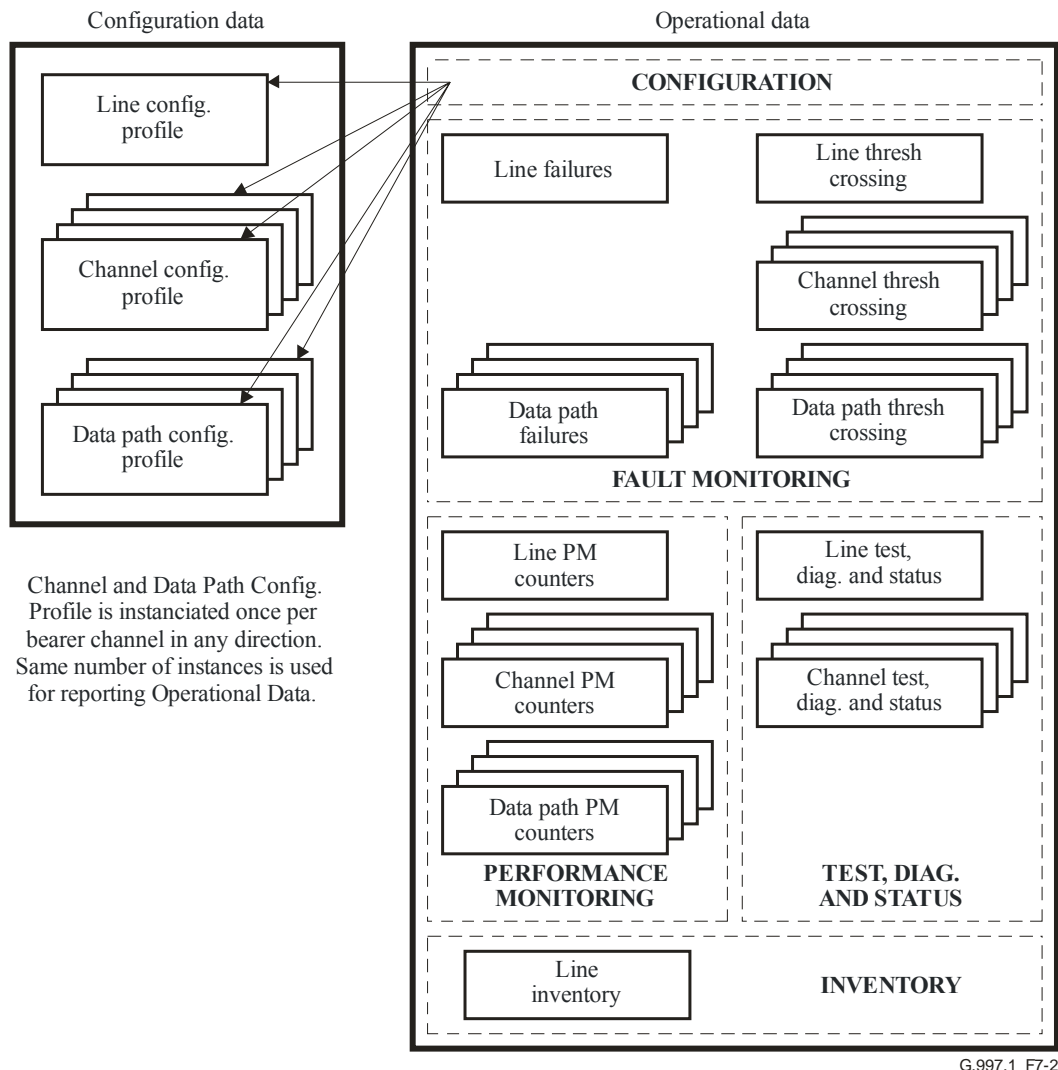 Configuration data
Operational data
Line config.
profile
Channel config.
profile
Data path config.
profile
Channel and Data Path Config.
Profile is instanciated once per
bearer channel in any direction.
Same number of instances is used
for reporting Operational Data.
CONFIGURATION
Line failures
Line thresh
crossing
Channel thresh
crossing
Data path
failures
Data path thresh
crossing
FAULT MONITORING
Line PM
counters
Channel PM
counters
Data path PM
counters
PERFORMANCE
MONITORING
Line test,
diag. and status
Channel test,
diag. and status
TEST, DIAG.
AND STATUS
Line
inventory
INVENTORY
G.997.1_F7-2